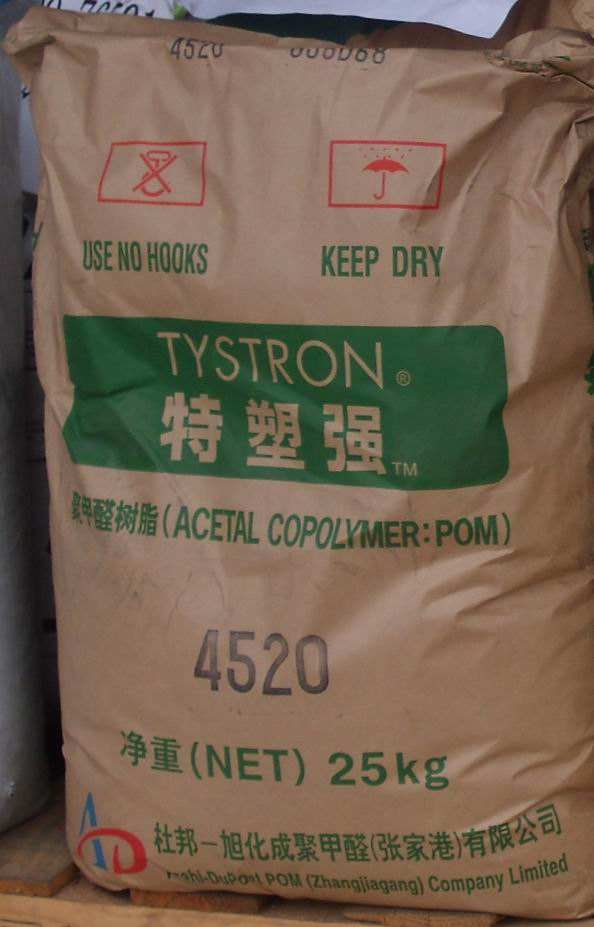 4520
USE NO HOOKS
KEEP DRY
TYSTRON®
特塑强™
聚甲醛树脂(ACETAL COPOLYMER:POM)
4520
净重(NET) 25kg
杜邦-旭化成聚甲醛(张家港)有限公司
POM (Zhangjiagang) Company Limited